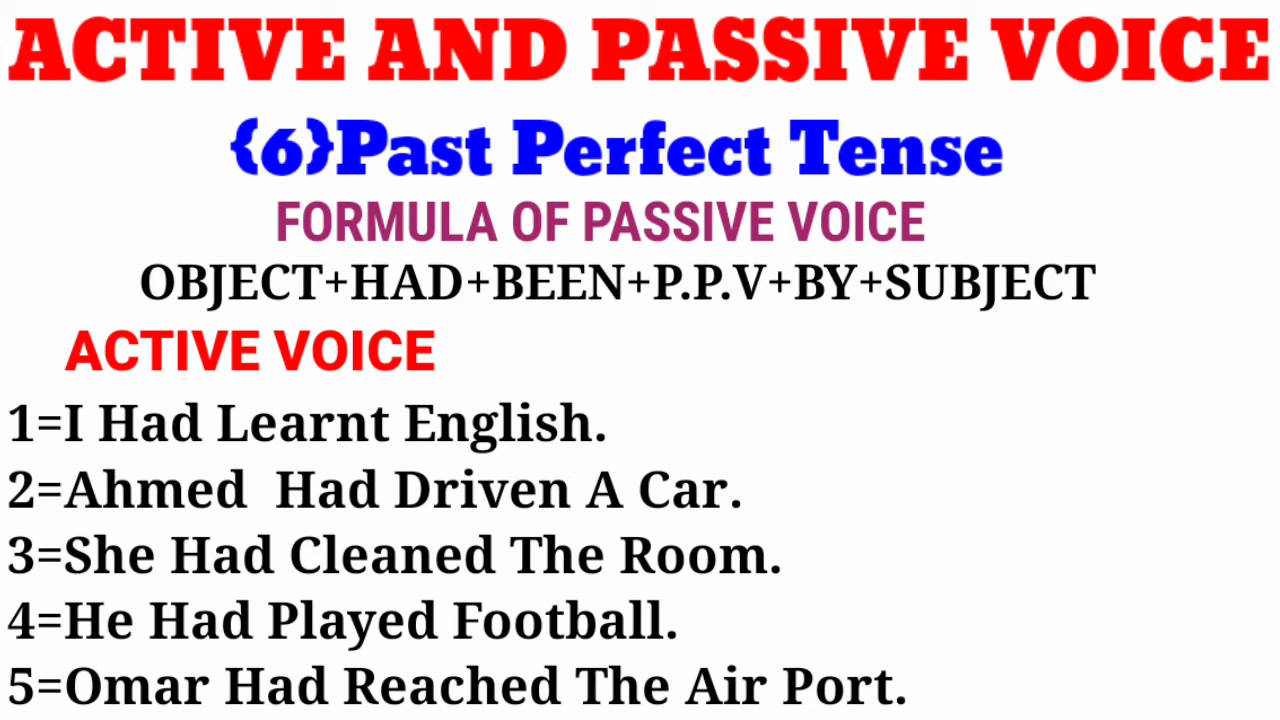 ACTIVE AND PASSIVE VOICE
{6}Past Perfect Tense
FORMULA OF PASSIVE VOICE
OBJECT+HAD+BEEN+P.P.V+BY+SUBJECT
ACTIVE VOICE
1=I Had Learnt English.
2=Ahmed  Had Driven A Car.
3=She Had Cleaned The Room.
4=He Had Played Football.
5=Omar Had Reached The Air Port.